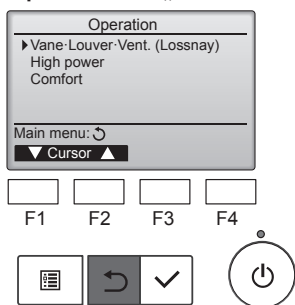 Operation
▶Vane·Louver·Vent. (Lossnay)
High power
Comfort
Main menu:
▼ Cursor ▲
F1 F2 F3 F4